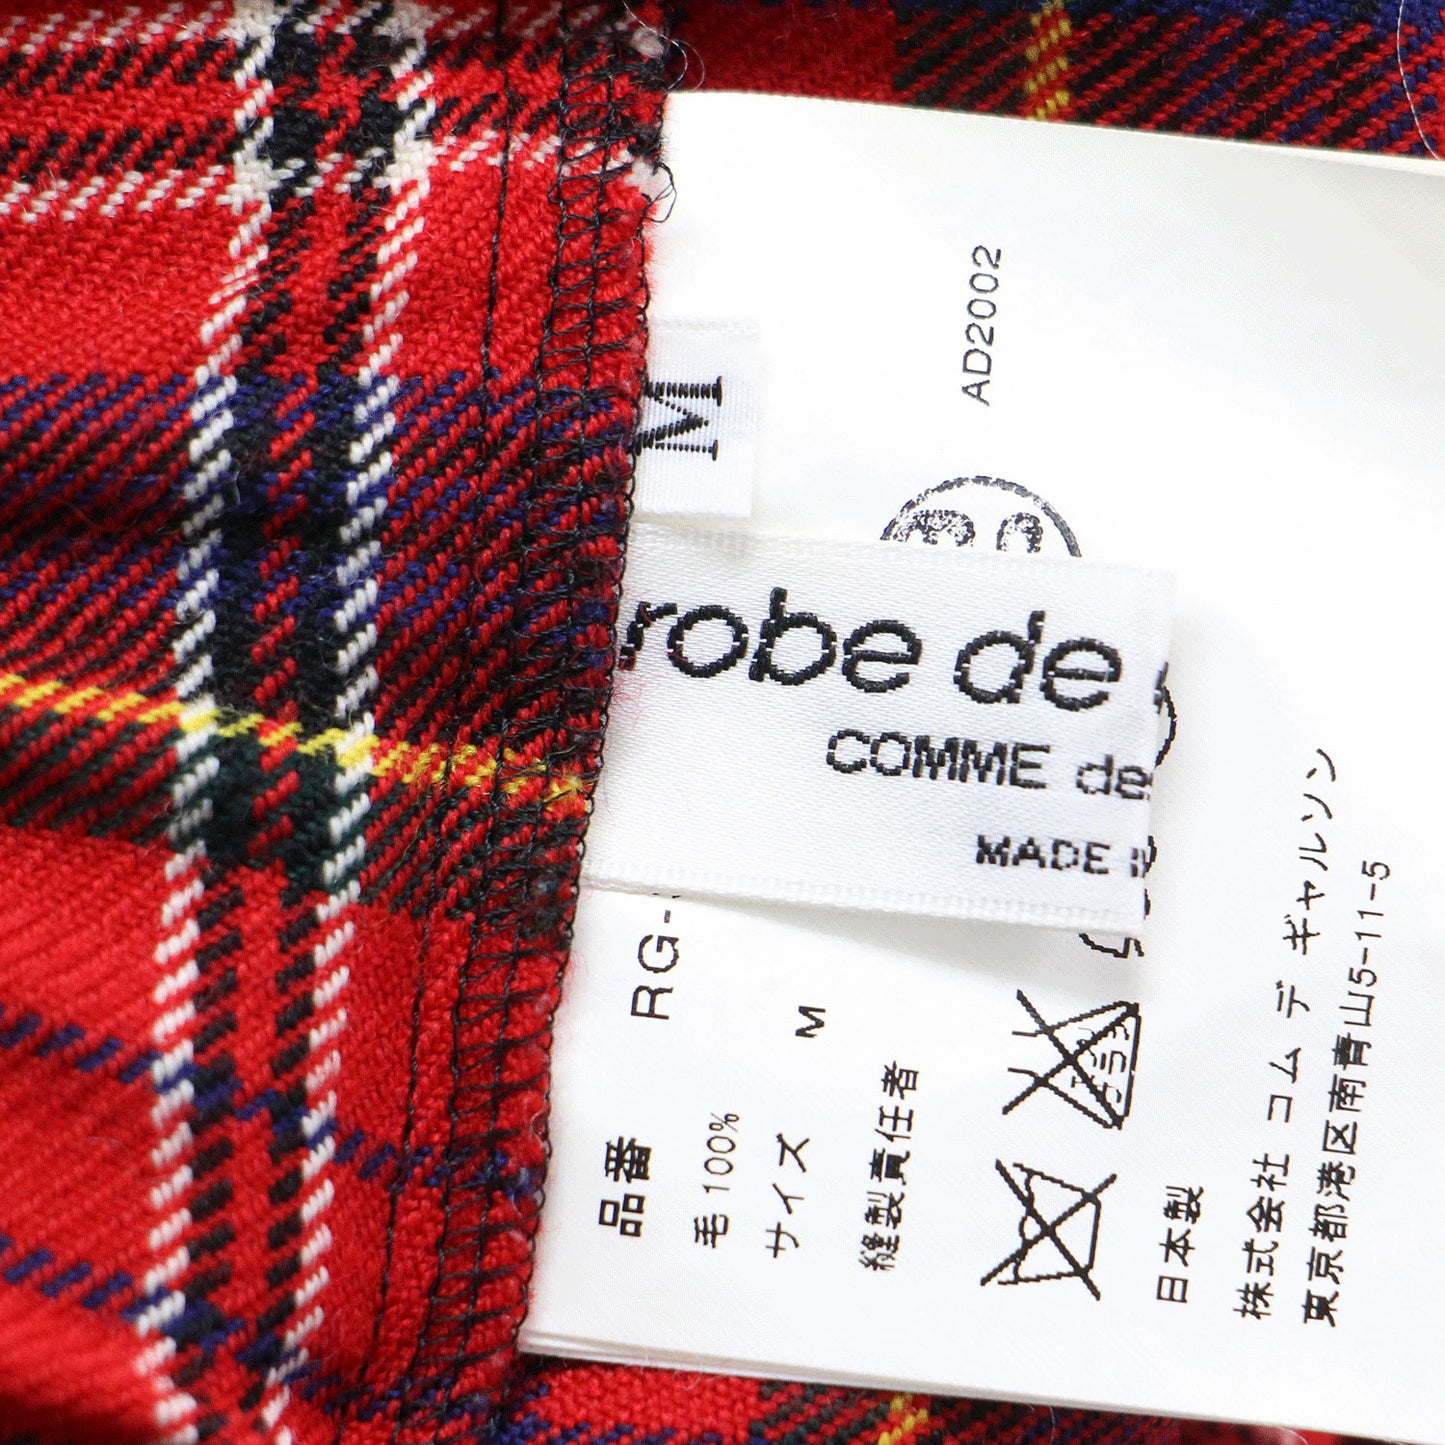 M
robe de
COMME des
MADE
AD2002
品番 RG-
毛 100%
サイズ M
縫製責任者
日本製
株式会社 コム デ ギャルソン
東京都港区南青山5-11-5